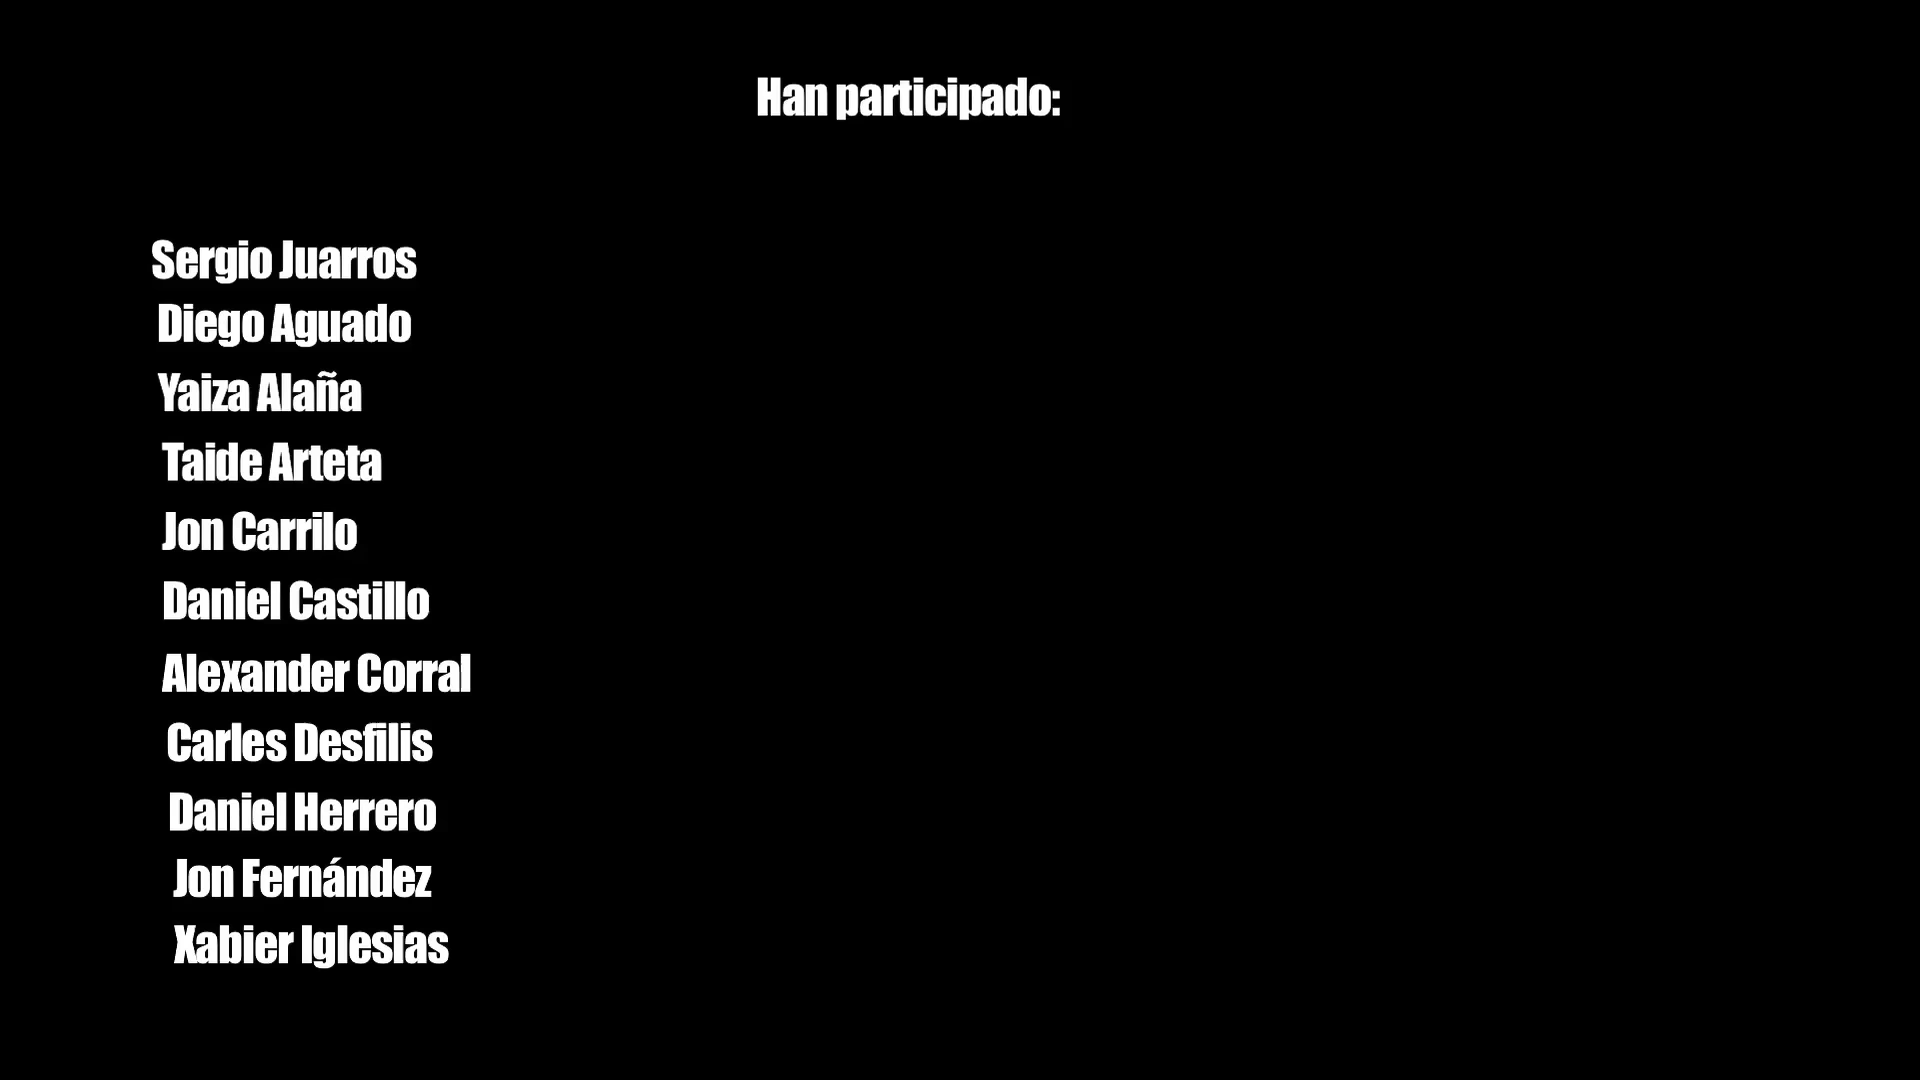 Han participado:
Sergio Juarros
Diego Aguado
Yaiza Alaña
Taide Arteta
Jon Carrilo
Daniel Castillo
Alexander Corral
Carles Desfilis
Daniel Herrero
Jon Fernández
Xabier Iglesias